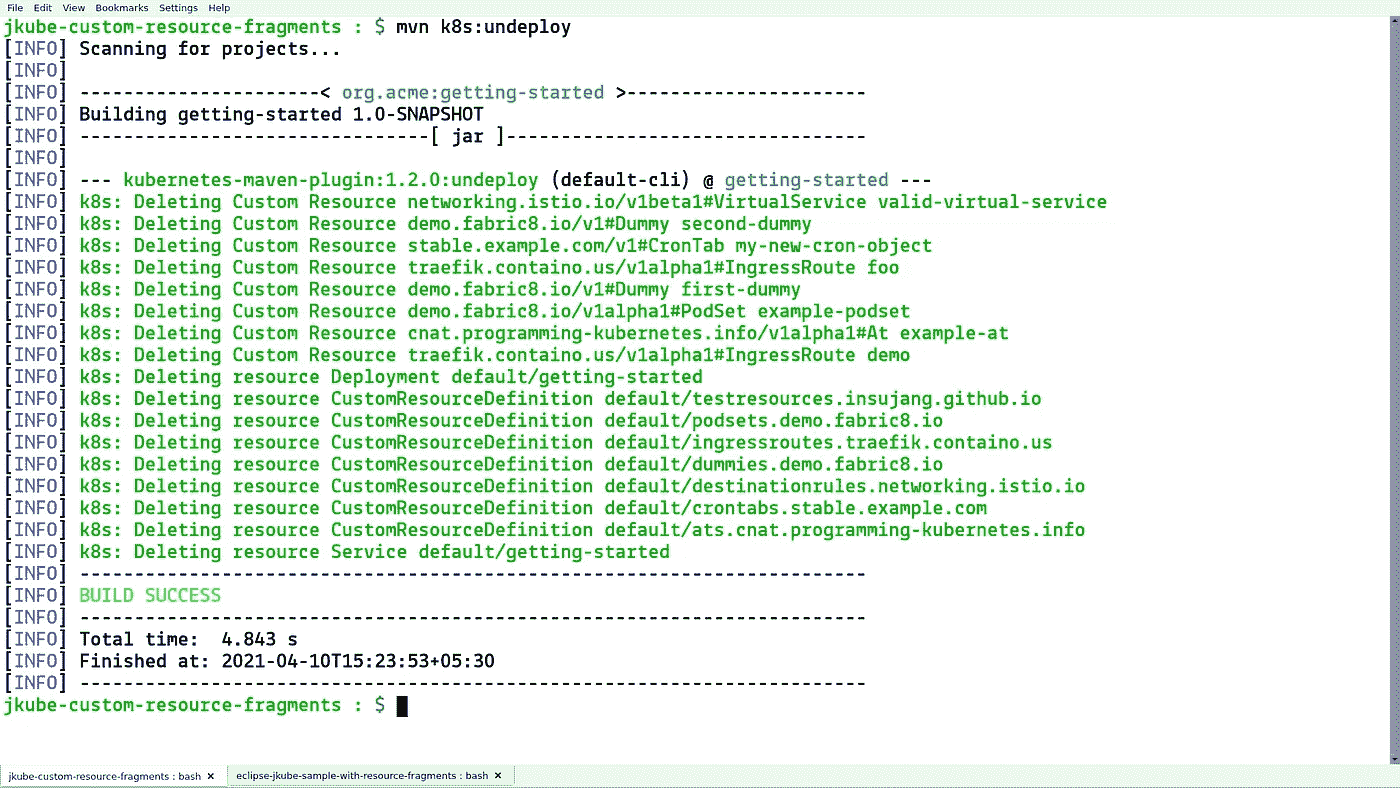 File Edit View Bookmarks Settings Help
jkube-custom-resource-fragments : $ mvn k8s:undeploy
[INFO] Scanning for projects...
[INFO]
[INFO] ----------------------< org.acme:getting-started >----------------------
[INFO] Building getting-started 1.0-SNAPSHOT
[INFO] --------------------------------[ jar ]---------------------------------
[INFO]
[INFO] --- kubernetes-maven-plugin:1.2.0:undeploy (default-cli) @ getting-started ---
[INFO] k8s: Deleting Custom Resource networking.istio.io/v1beta1#VirtualService valid-virtual-service
[INFO] k8s: Deleting Custom Resource demo.fabric8.io/v1#Dummy second-dummy
[INFO] k8s: Deleting Custom Resource stable.example.com/v1#CronTab my-new-cron-object
[INFO] k8s: Deleting Custom Resource traefik.containo.us/v1alpha1#IngressRoute foo
[INFO] k8s: Deleting Custom Resource demo.fabric8.io/v1#Dummy first-dummy
[INFO] k8s: Deleting Custom Resource demo.fabric8.io/v1alpha1#PodSet example-podset
[INFO] k8s: Deleting Custom Resource cnat.programming-kubernetes.info/v1alpha1#At example-at
[INFO] k8s: Deleting Custom Resource traefik.containo.us/v1alpha1#IngressRoute demo
[INFO] k8s: Deleting resource Deployment default/getting-started
[INFO] k8s: Deleting resource CustomResourceDefinition default/testresources.insujang.github.io
[INFO] k8s: Deleting resource CustomResourceDefinition default/podsets.demo.fabric8.io
[INFO] k8s: Deleting resource CustomResourceDefinition default/ingressroutes.traefik.containo.us
[INFO] k8s: Deleting resource CustomResourceDefinition default/dummies.demo.fabric8.io
[INFO] k8s: Deleting resource CustomResourceDefinition default/destinationrules.networking.istio.io
[INFO] k8s: Deleting resource CustomResourceDefinition default/crontabs.stable.example.com
[INFO] k8s: Deleting resource CustomResourceDefinition default/ats.cnat.programming-kubernetes.info
[INFO] k8s: Deleting resource Service default/getting-started
[INFO] ------------------------------------------------------------------------
[INFO] BUILD SUCCESS
[INFO] ------------------------------------------------------------------------
[INFO] Total time:  4.843 s
[INFO] Finished at: 2021-04-10T15:23:53+05:30
[INFO] ------------------------------------------------------------------------
jkube-custom-resource-fragments : $
jkube-custom-resource-fragments : bash × eclipse-jkube-sample-with-resource-fragments : bash ×